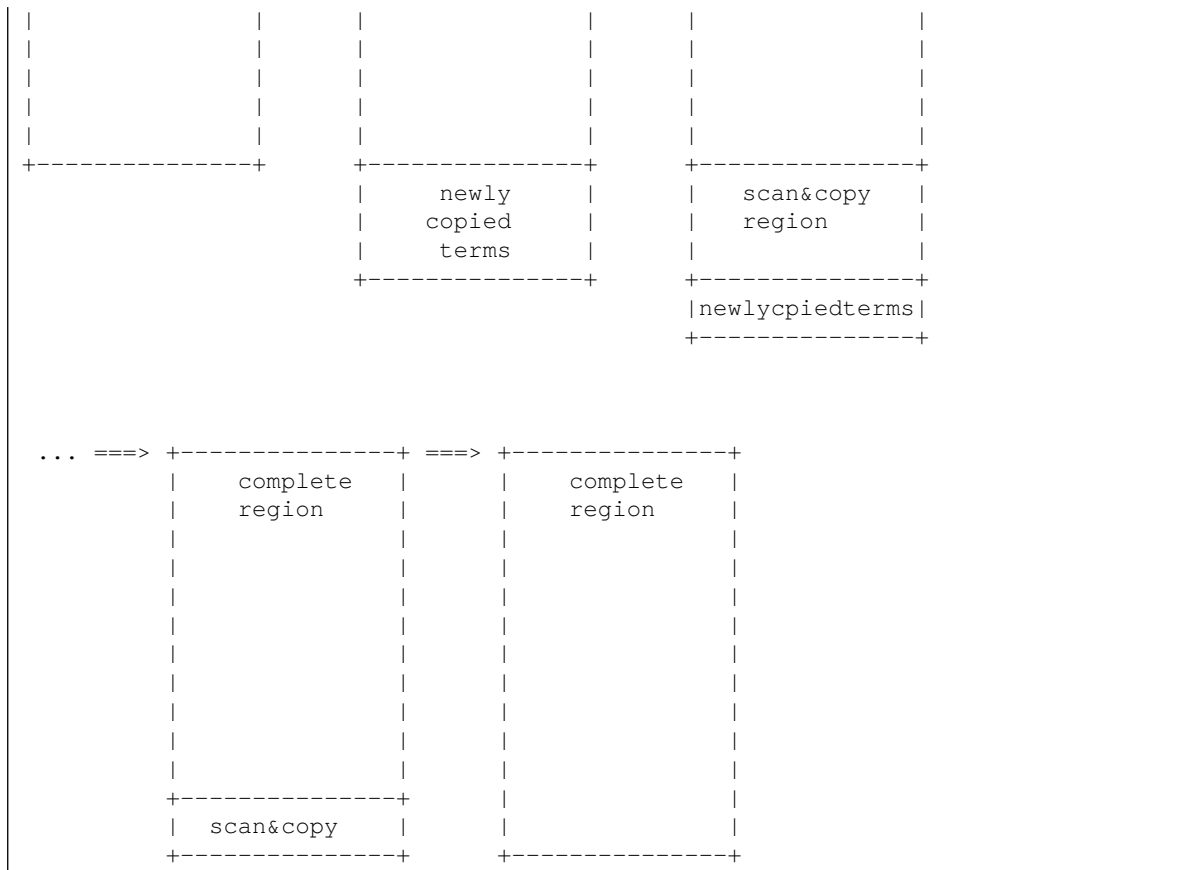 newly scan&copy
copied region
terms
newlycpiedterms
... ===> ===>
complete complete
region region
scan&copy